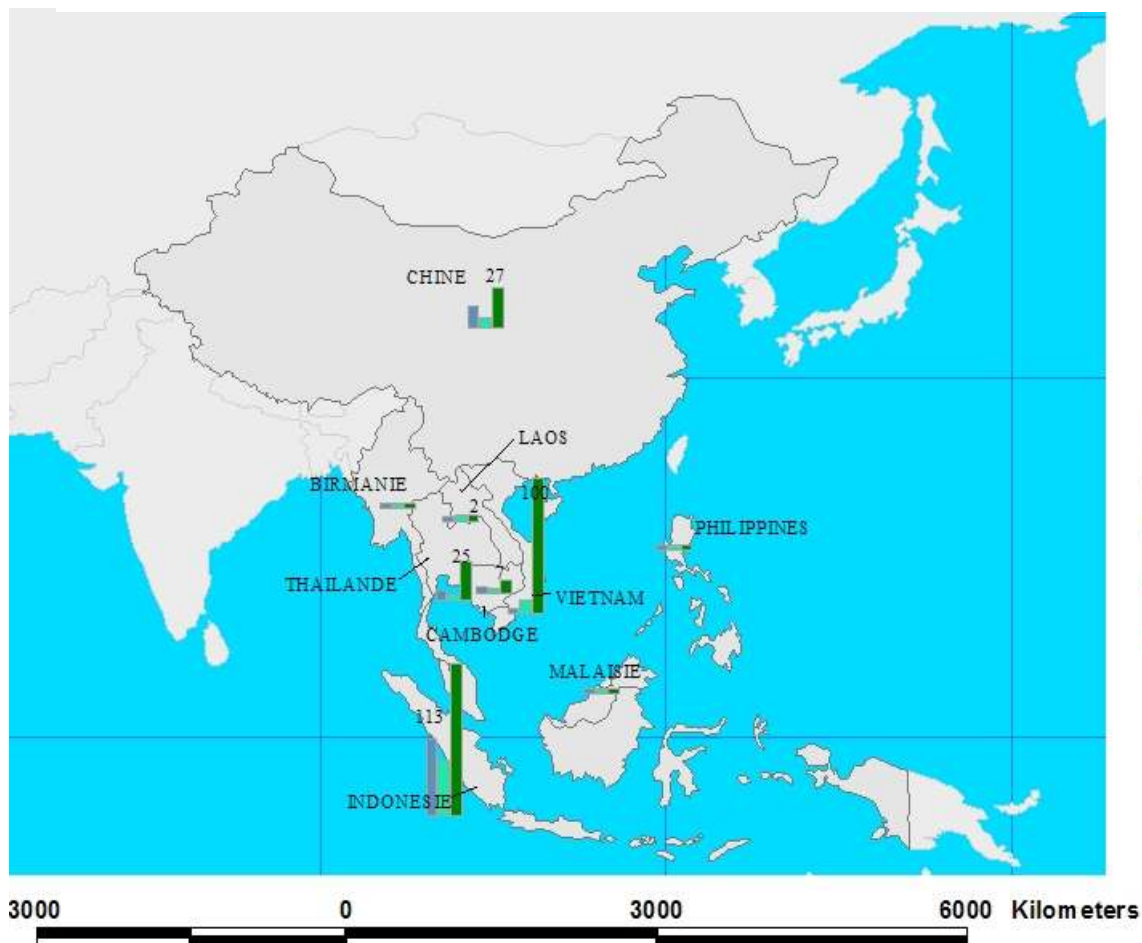 CHINE 27
LAOS
BIRMANIE
100
2
PHILIPPINES
25
7
THAILANDE
VIETNAM
1
CAMBODGE
MALAISIE
113
INDONESIE
3000 0 3000 6000 Kilometers